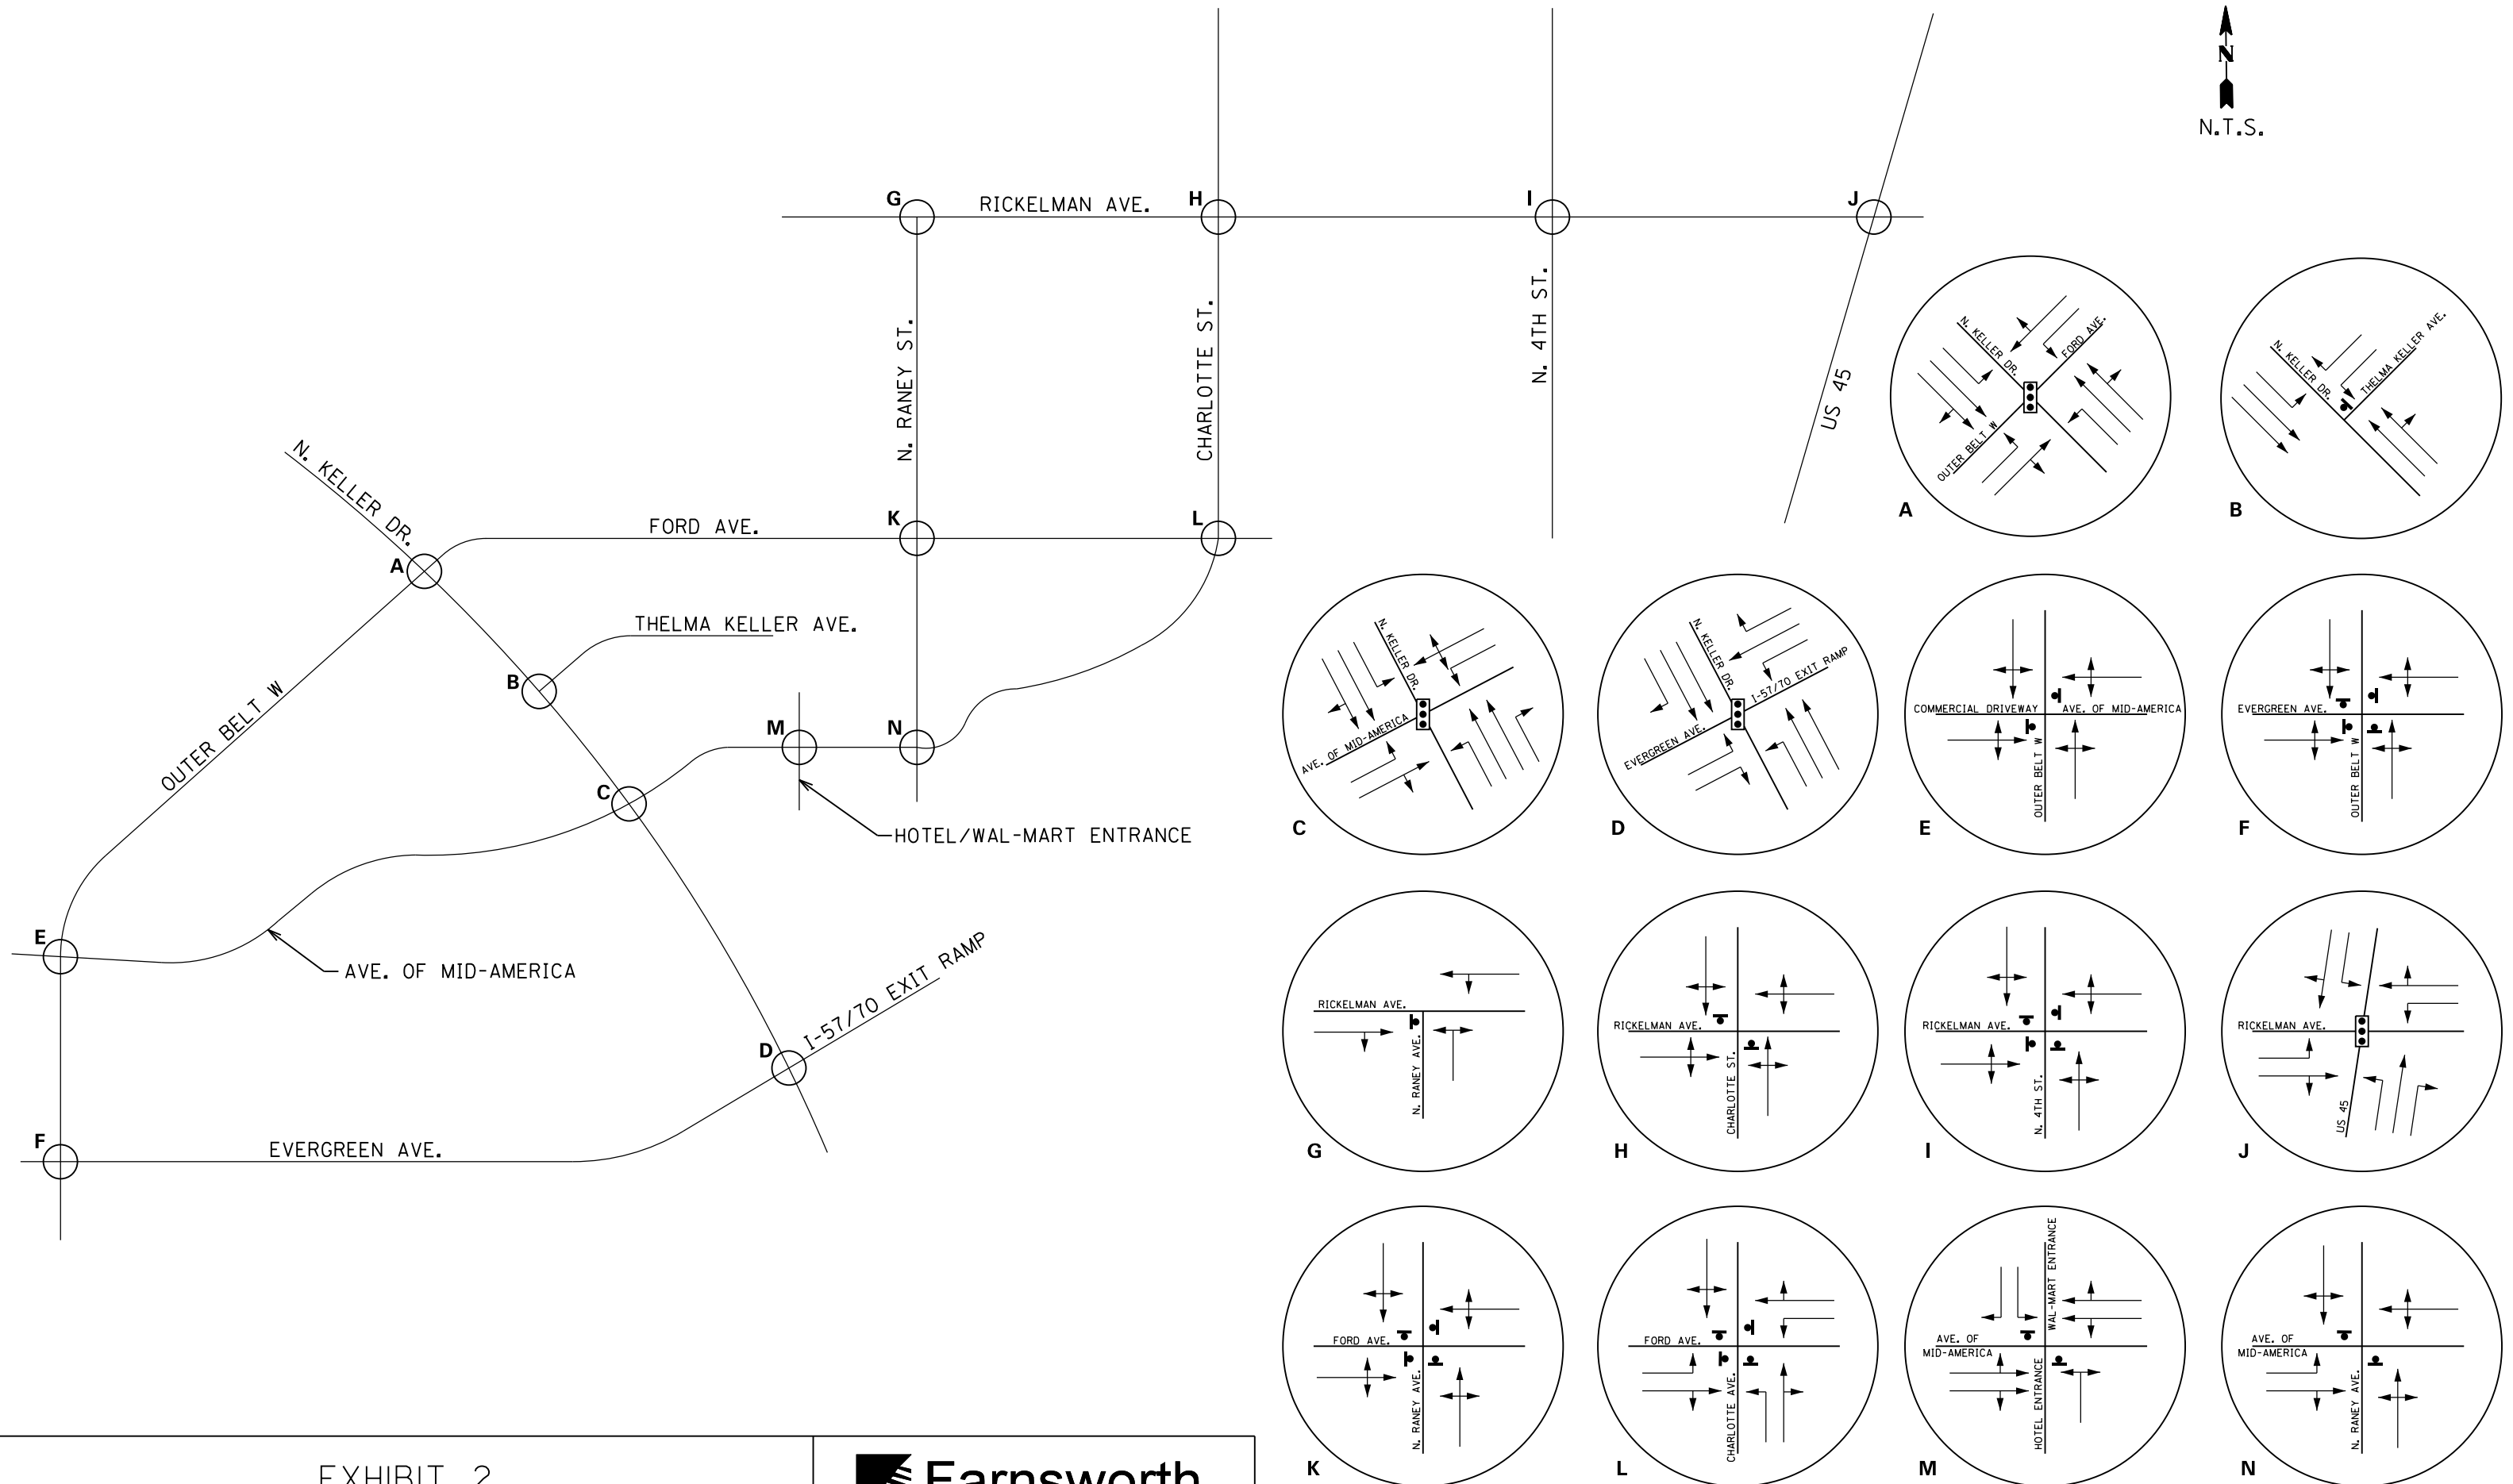 N
N.T.S.
G
RICKELMAN AVE.
H
I
J
N. RANEY ST.
CHARLOTTE ST.
N. 4TH ST.
US 45
N. KELLER DR.
A
FORD AVE.
K
L
THELMA KELLER AVE.
B
OUTER BELT W
M
N
C
HOTEL/WAL-MART ENTRANCE
E
AVE. OF MID-AMERICA
I-57/70 EXIT RAMP
D
F
EVERGREEN AVE.
N. KELLER DR.
FORD AVE.
OUTER BELT W
A
N. KELLER DR.
THELMA KELLER AVE.
B
N. KELLER DR.
AVE. OF MID-AMERICA
C
N. KELLER DR.
I-57/70 EXIT RAMP
EVERGREEN AVE.
D
COMMERCIAL DRIVEWAY
AVE. OF MID-AMERICA
OUTER BELT W
E
EVERGREEN AVE.
OUTER BELT W
F
RICKELMAN AVE.
N. RANEY AVE.
G
RICKELMAN AVE.
CHARLOTTE ST.
H
RICKELMAN AVE.
N. 4TH ST.
I
RICKELMAN AVE.
US 45
J
FORD AVE.
N. RANEY AVE.
K
FORD AVE.
CHARLOTTE AVE.
L
WAL-MART ENTRANCE
AVE. OF
MID-AMERICA
HOTEL ENTRANCE
M
AVE. OF
MID-AMERICA
N. RANEY AVE.
N
EXHIBIT 2
Farnsworth